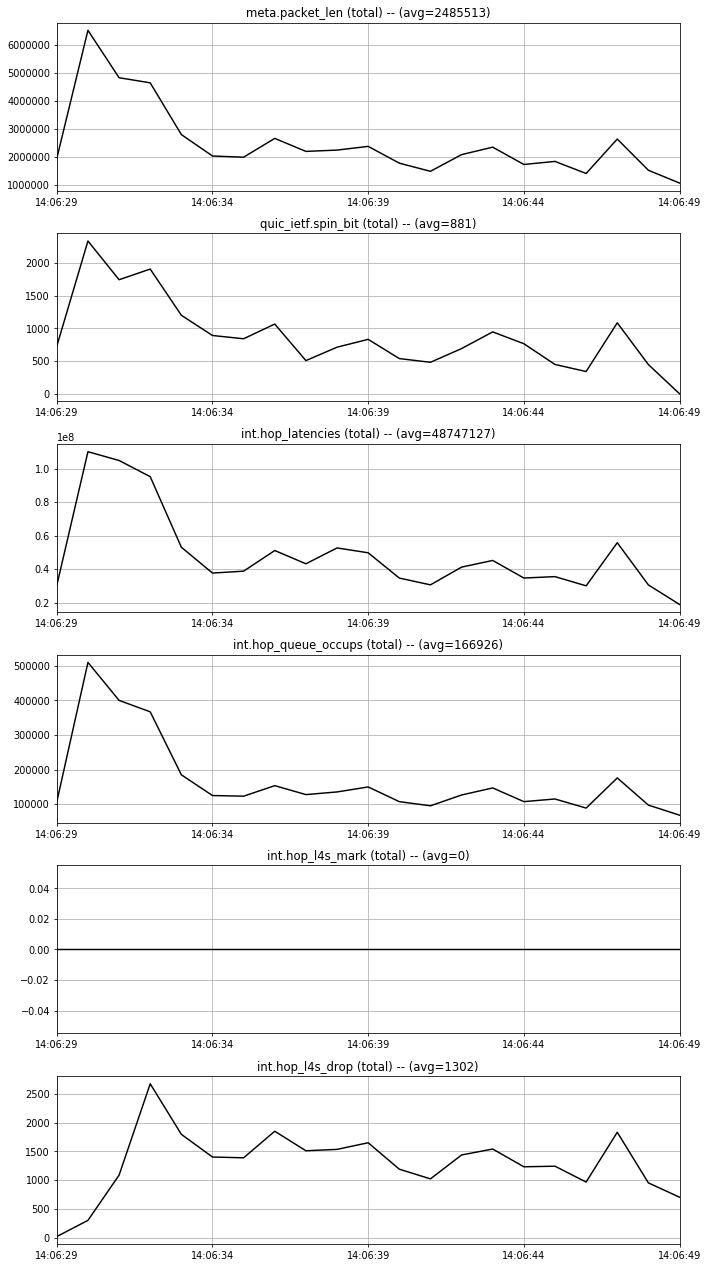 meta.packet_len (total) -- (avg=2485513)
6000000
5000000
4000000
3000000
2000000
1000000
14:06:29 14:06:34 14:06:39 14:06:44 14:06:49
quic_ietf.spin_bit (total) -- (avg=881)
2000
1500
1000
500
0
14:06:29 14:06:34 14:06:39 14:06:44 14:06:49
int.hop_latencies (total) -- (avg=48747127)
1e8
1.0
0.8
0.6
0.4
0.2
14:06:29 14:06:34 14:06:39 14:06:44 14:06:49
int.hop_queue_occups (total) -- (avg=166926)
500000
400000
300000
200000
100000
14:06:29 14:06:34 14:06:39 14:06:44 14:06:49
int.hop_l4s_mark (total) -- (avg=0)
0.04
0.02
0.00
−0.02
−0.04
14:06:29 14:06:34 14:06:39 14:06:44 14:06:49
int.hop_l4s_drop (total) -- (avg=1302)
2500
2000
1500
1000
500
0
14:06:29 14:06:34 14:06:39 14:06:44 14:06:49